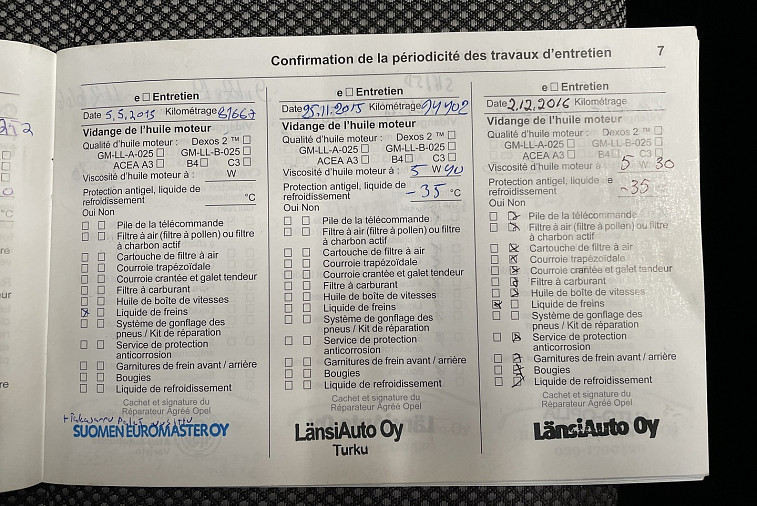 Confirmation de la périodicité des travaux d'entretien 7
e ☐ Entretien
Date 5.5.2015 Kilométrage 61667
Vidange de l'huile moteur
Qualité d'huile moteur : Dexos 2 ™ ☐
GM-LL-A-025 ☐ GM-LL-B-025 ☐
ACEA A3 ☐ B4 ☐ C3 ☐
Viscosité d'huile moteur à : W
Protection antigel, liquide de
refroidissement °C
Oui Non
☐ ☐ Pile de la télécommande
☐ ☐ Filtre à air (filtre à pollen) ou filtre
à charbon actif
☐ ☐ Cartouche de filtre à air
☐ ☐ Courroie trapézoïdale
☐ ☐ Courroie crantée et galet tendeur
☐ ☐ Filtre à carburant
☐ ☐ Huile de boîte de vitesses
☒ ☐ Liquide de freins
☐ ☐ Système de gonflage des
pneus / Kit de réparation
☐ ☐ Service de protection
anticorrosion
☐ ☐ Garnitures de frein avant / arrière
☐ ☐ Bougies
☐ ☐ Liquide de refroidissement
Cachet et signature du
Réparateur Agréé Opel
SUOMEN EUROMASTER OY
e ☐ Entretien
Date 25.11.2015 Kilométrage 74402
Vidange de l'huile moteur
Qualité d'huile moteur : Dexos 2 ™ ☐
GM-LL-A-025 ☐ GM-LL-B-025 ☐
ACEA A3 ☐ B4 ☐ C3 ☐
Viscosité d'huile moteur à : 5 W 40
Protection antigel, liquide de
refroidissement -35 °C
Oui Non
☐ ☐ Pile de la télécommande
☐ ☐ Filtre à air (filtre à pollen) ou filtre
à charbon actif
☐ ☐ Cartouche de filtre à air
☐ ☐ Courroie trapézoïdale
☐ ☐ Courroie crantée et galet tendeur
☐ ☐ Filtre à carburant
☐ ☐ Huile de boîte de vitesses
☐ ☐ Liquide de freins
☐ ☐ Système de gonflage des
pneus / Kit de réparation
☐ ☐ Service de protection
anticorrosion
☐ ☐ Garnitures de frein avant / arrière
☐ ☐ Bougies
☐ ☐ Liquide de refroidissement
Cachet et signature du
Réparateur Agréé Opel
LänsiAuto Oy
Turku
e ☐ Entretien
Date 2.12.2016 Kilométrage
Vidange de l'huile moteur
Qualité d'huile moteur : Dexos 2 ™ ☐
GM-LL-A-025 ☐ GM-LL-B-025 ☐
ACEA A3 ☐ B4 ☐ C3 ☐
Viscosité d'huile moteur à 5 W 30
Protection antigel, liquide de
refroidissement -35
Oui Non
☐ ☒ Pile de la télécommande
☐ ☒ Filtre à air (filtre à pollen) ou filtre
à charbon actif
☐ ☒ Cartouche de filtre à air
☐ ☒ Courroie trapézoïdale
☐ ☒ Courroie crantée et galet tendeur
☐ ☒ Filtre à carburant
☐ ☒ Huile de boîte de vitesses
☒ ☐ Liquide de freins
☐ ☐ Système de gonflage des
pneus / Kit de réparation
☐ ☒ Service de protection
anticorrosion
☐ ☒ Garnitures de frein avant / arrière
☐ ☒ Bougies
☐ ☒ Liquide de refroidissement
Cachet et signature du
Réparateur Agréé Opel
LänsiAuto Oy